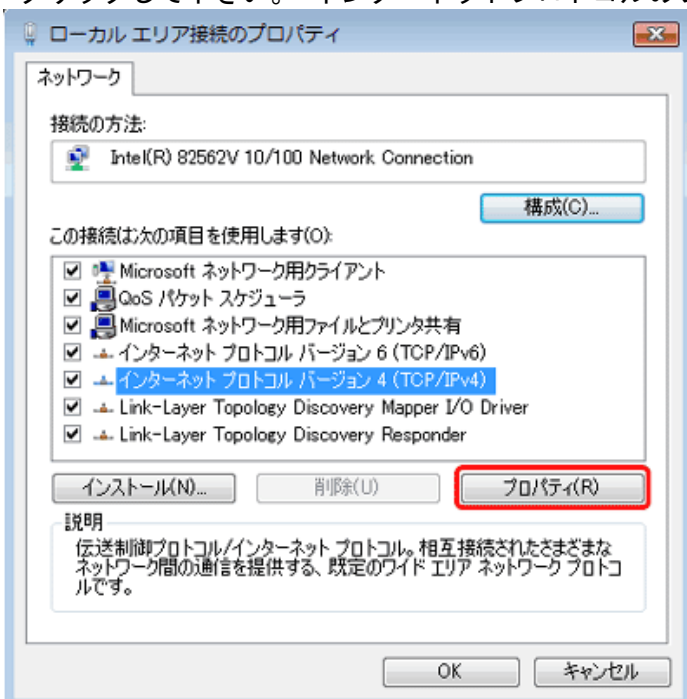 ローカル エリア接続のプロパティ
ネットワーク
接続の方法:
Intel(R) 82562V 10/100 Network Connection
構成(C)...
この接続は次の項目を使用します(O):
Microsoft ネットワーク用クライアント
QoS パケット スケジューラ
Microsoft ネットワーク用ファイルとプリンタ共有
インターネット プロトコル バージョン 6 (TCP/IPv6)
インターネット プロトコル バージョン 4 (TCP/IPv4)
Link-Layer Topology Discovery Mapper I/O Driver
Link-Layer Topology Discovery Responder
インストール(N)...
削除(U)
プロパティ(R)
説明
伝送制御プロトコル/インターネット プロトコル。相互接続されたさまざまな
ネットワーク間の通信を提供する、既定のワイド エリア ネットワーク プロトコ
ルです。
OK
キャンセル